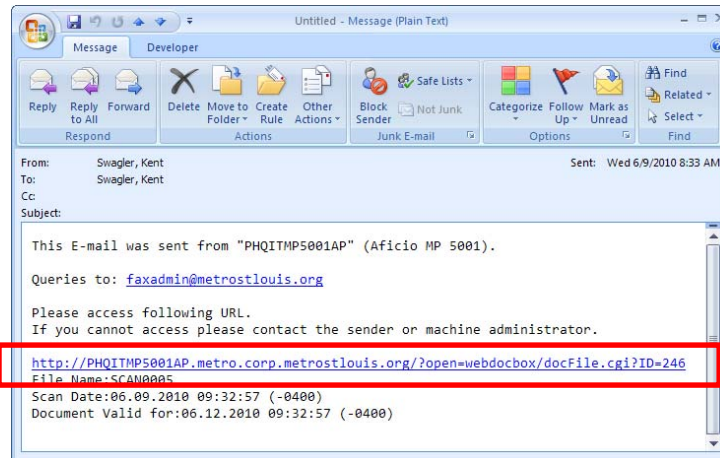 Untitled - Message (Plain Text)
Message Developer
Reply Reply to All Forward Delete Move to Folder Create Rule Other Actions Block Sender Safe Lists Not Junk Categorize Follow Up Mark as Unread Find Related Select
Respond Actions Junk E-mail Options Find
From: Swagler, Kent Sent: Wed 6/9/2010 8:33 AM
To: Swagler, Kent
Cc:
Subject:
This E-mail was sent from "PHQITMP5001AP" (Aficio MP 5001).
Queries to: faxadmin@metrostlouis.org
Please access following URL.
If you cannot access please contact the sender or machine administrator.
http://PHQITMP5001AP.metro.corp.metrostlouis.org/?open=webdocbox/docFile.cgi?ID=246
File Name:SCAN0005
Scan Date:06.09.2010 09:32:57 (-0400)
Document Valid for:06.12.2010 09:32:57 (-0400)